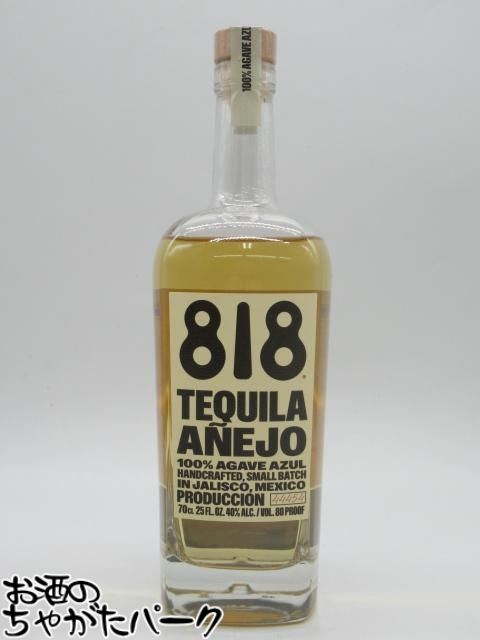 100% AGAVE AZUL
818
TEQUILA
AÑEJO
100% AGAVE AZUL
HANDCRAFTED, SMALL BATCH
IN JALISCO, MEXICO
PRODUCCIÓN 44454
70CL 25 FL. OZ. 40% ALC. / VOL. 80 PROOF
お酒の
ちゃがたパーク